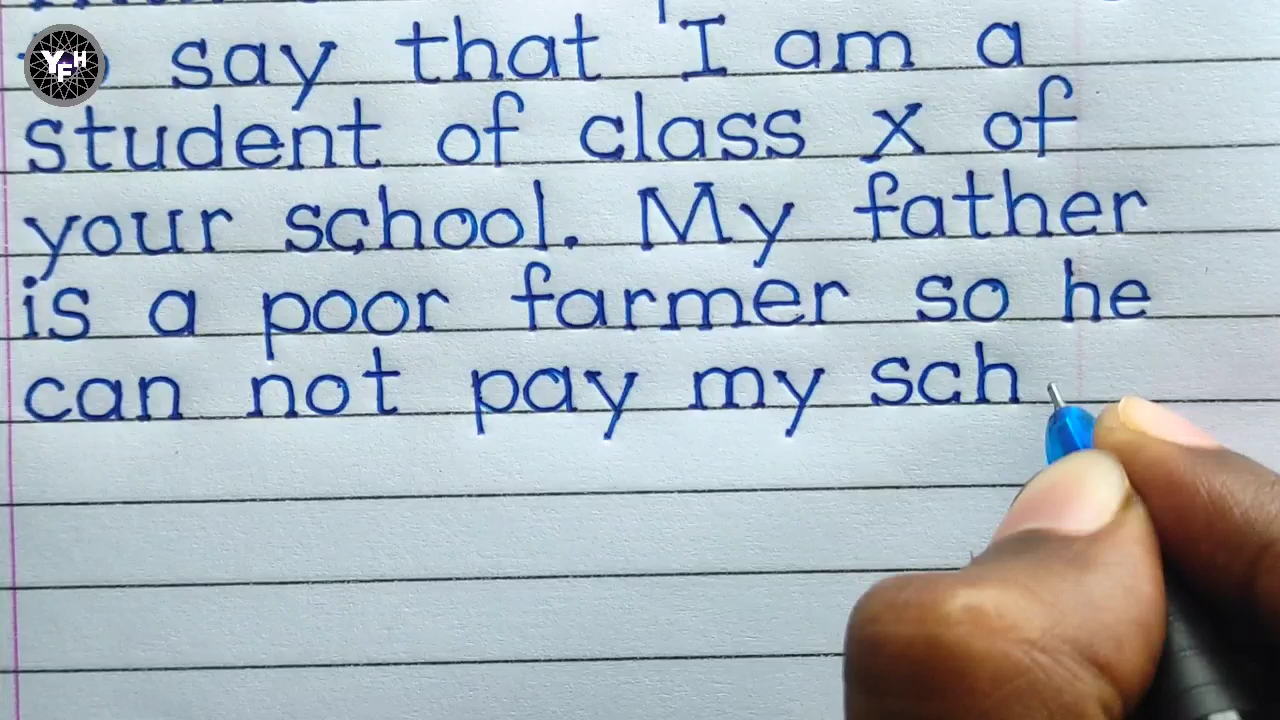 say that I am a
student of class x of
your school. My father
is a poor farmer so he
can not pay my sch
YFH